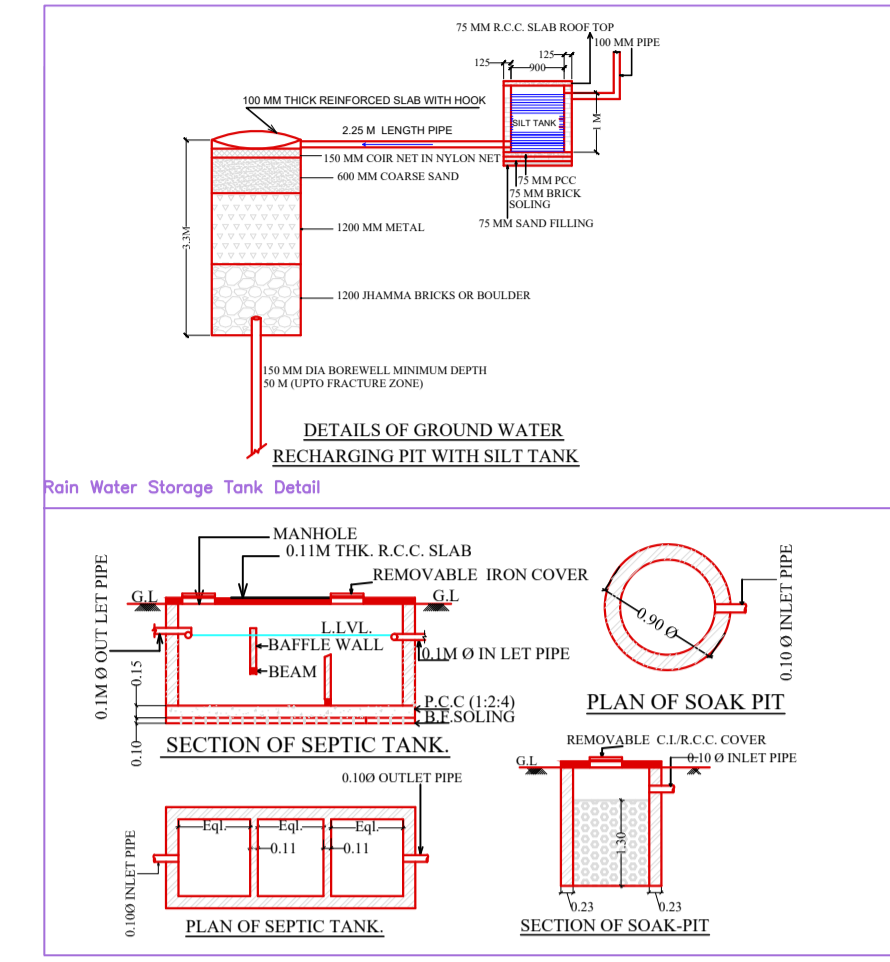 75 MM R.C.C. SLAB ROOF TOP
100 MM PIPE
125
125
900
100 MM THICK REINFORCED SLAB WITH HOOK
2.25 M  LENGTH PIPE
SILT TANK
1 M
150 MM COIR NET IN NYLON NET
600 MM COARSE SAND
75 MM PCC
75 MM BRICK
SOLING
75 MM SAND FILLING
1200 MM METAL
3.3M
1200 JHAMMA BRICKS OR BOULDER
150 MM DIA BOREWELL MINIMUM DEPTH
50 M (UPTO FRACTURE ZONE)
DETAILS OF GROUND WATER
RECHARGING PIT WITH SILT TANK
Rain Water Storage Tank Detail
MANHOLE
0.11M THK. R.C.C. SLAB
REMOVABLE  IRON COVER
G.L
G.L
0.1M Ø OUT LET PIPE
L.LVL.
BAFFLE WALL
0.1M Ø IN LET PIPE
BEAM
0.15
P.C.C (1:2:4)
B.F.SOLING
0.10
SECTION OF SEPTIC TANK.
0.90 Ø
0.10 Ø INLET PIPE
PLAN OF SOAK PIT
REMOVABLE  C.I./R.C.C. COVER
G.L
0.10 Ø INLET PIPE
1.30
0.23
0.23
SECTION OF SOAK-PIT
0.10Ø OUTLET PIPE
Eql.
Eql.
Eql.
0.11
0.11
0.10Ø INLET PIPE
PLAN OF SEPTIC TANK.